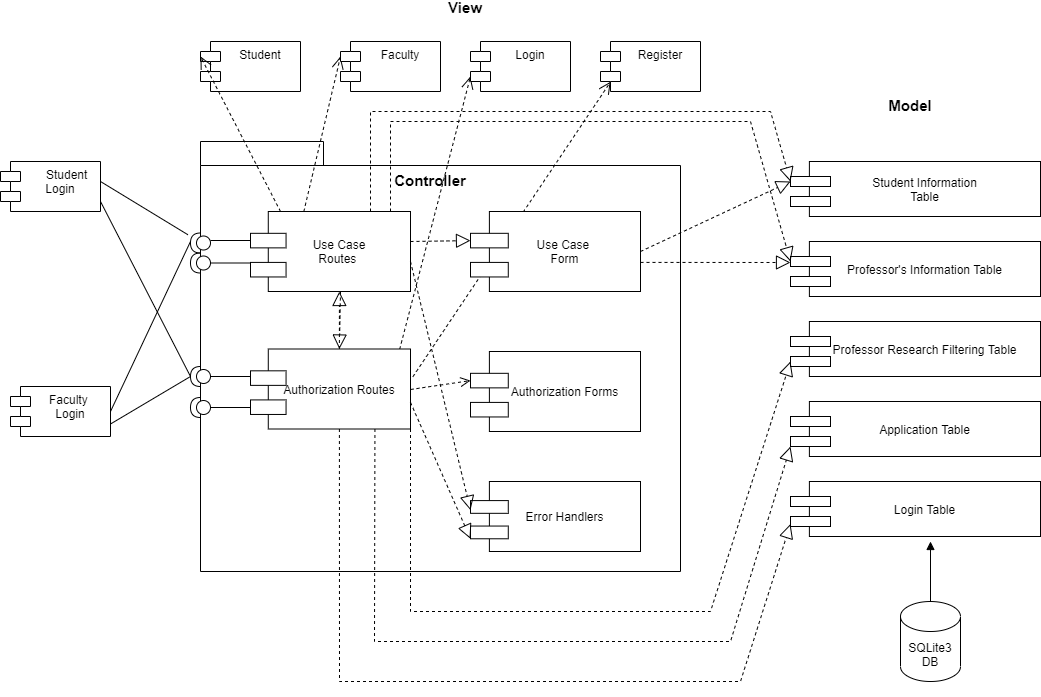 View
Student
Faculty
Login
Register
Model
Student
Login
Controller
Student Information
Table
Use Case
Routes
Use Case
Form
Professor's Information Table
Professor Research Filtering Table
Authorization Routes
Authorization Forms
Faculty
Login
Application Table
Error Handlers
Login Table
SQLite3
DB